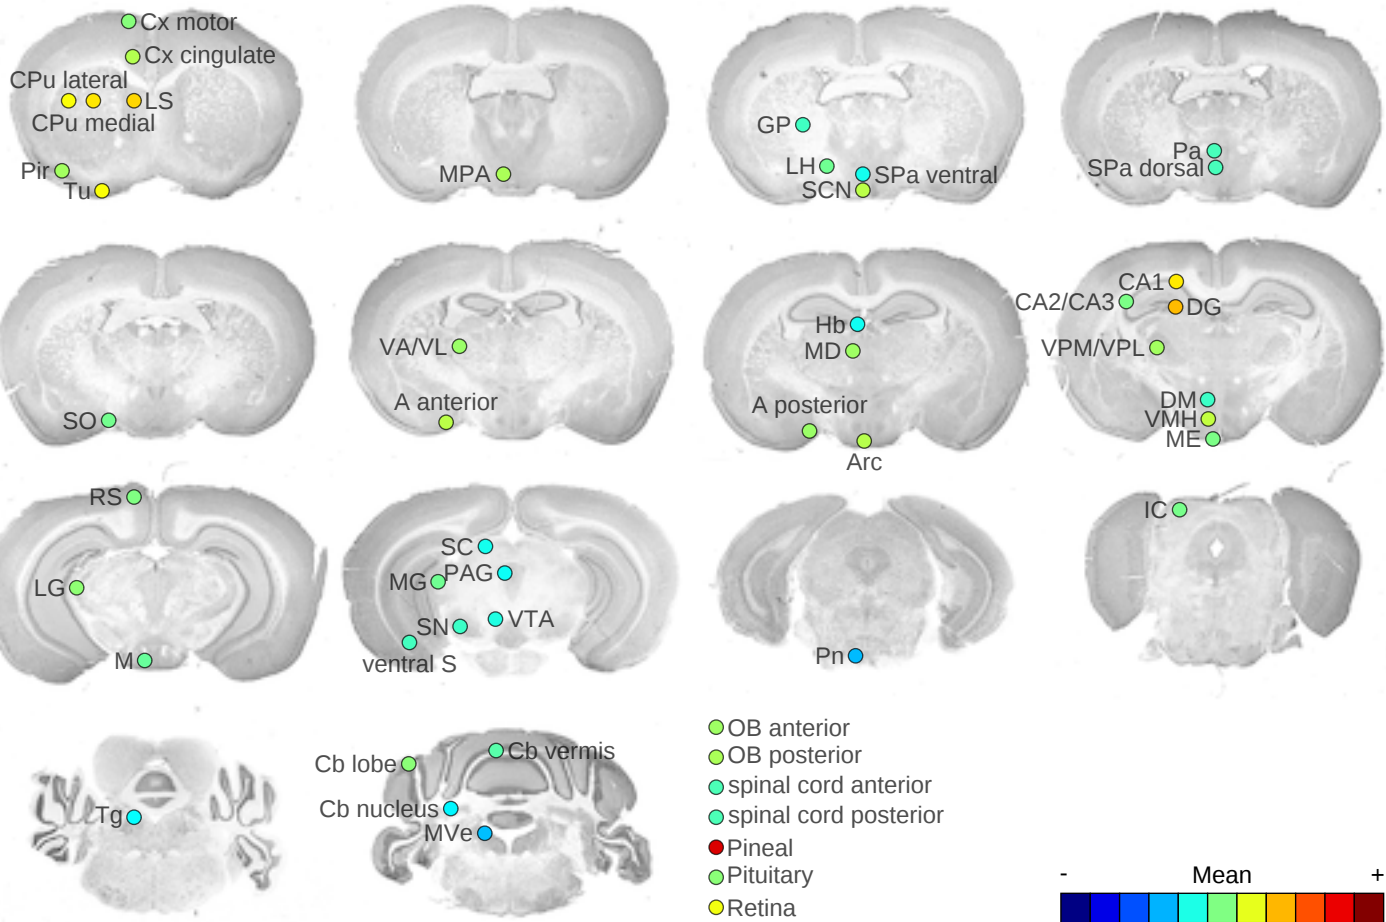 Cx motor
Cx cingulate
CPu lateral
LS
CPu medial
Pir
Tu
MPA
GP
LH
SPa ventral
SCN
Pa
SPa dorsal
SO
VA/VL
A anterior
Hb
MD
A posterior
Arc
CA1
CA2/CA3
DG
VPM/VPL
DM
VMH
ME
RS
LG
M
SC
MG
PAG
SN
VTA
ventral S
Pn
IC
Tg
Cb lobe
Cb vermis
Cb nucleus
MVe
OB anterior
OB posterior
spinal cord anterior
spinal cord posterior
Pineal
Pituitary
Retina
- Mean +